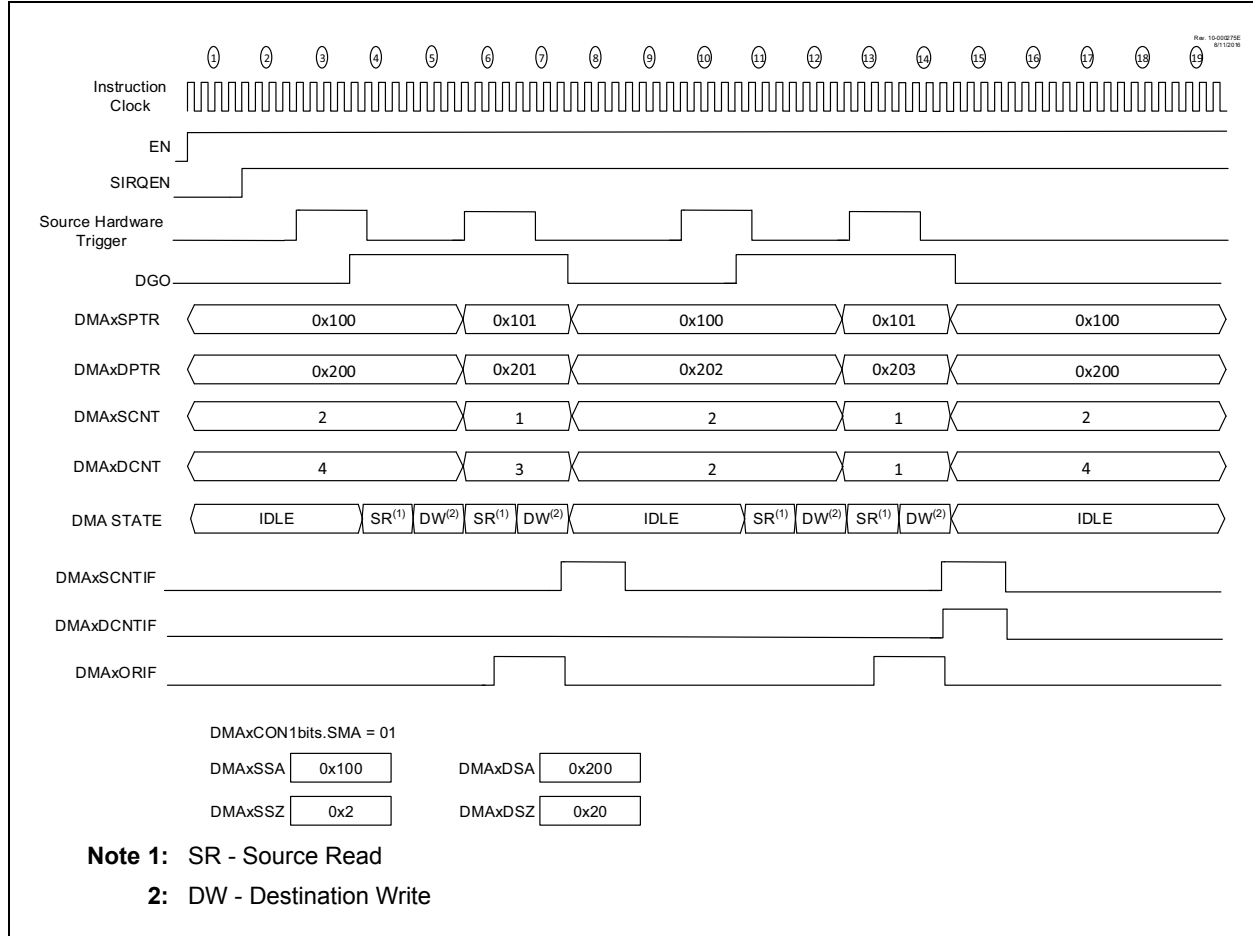 Rev. 10-000275E
8/11/2016
1 2 3 4 5 6 7 8 9 10 11 12 13 14 15 16 17 18 19
Instruction
Clock
EN
SIRQEN
Source Hardware
Trigger
DGO
DMAxSPTR 0x100 0x101 0x100 0x101 0x100
DMAxDPTR 0x200 0x201 0x202 0x203 0x200
DMAxSCNT 2 1 2 1 2
DMAxDCNT 4 3 2 1 4
DMA STATE IDLE SR(1) DW(2) SR(1) DW(2) IDLE SR(1) DW(2) SR(1) DW(2) IDLE
DMAxSCNTIF
DMAxDCNTIF
DMAxORIF
DMAxCON1bits.SMA = 01
DMAxSSA 0x100 DMAxDSA 0x200
DMAxSSZ 0x2 DMAxDSZ 0x20
Note 1: SR - Source Read
2: DW - Destination Write